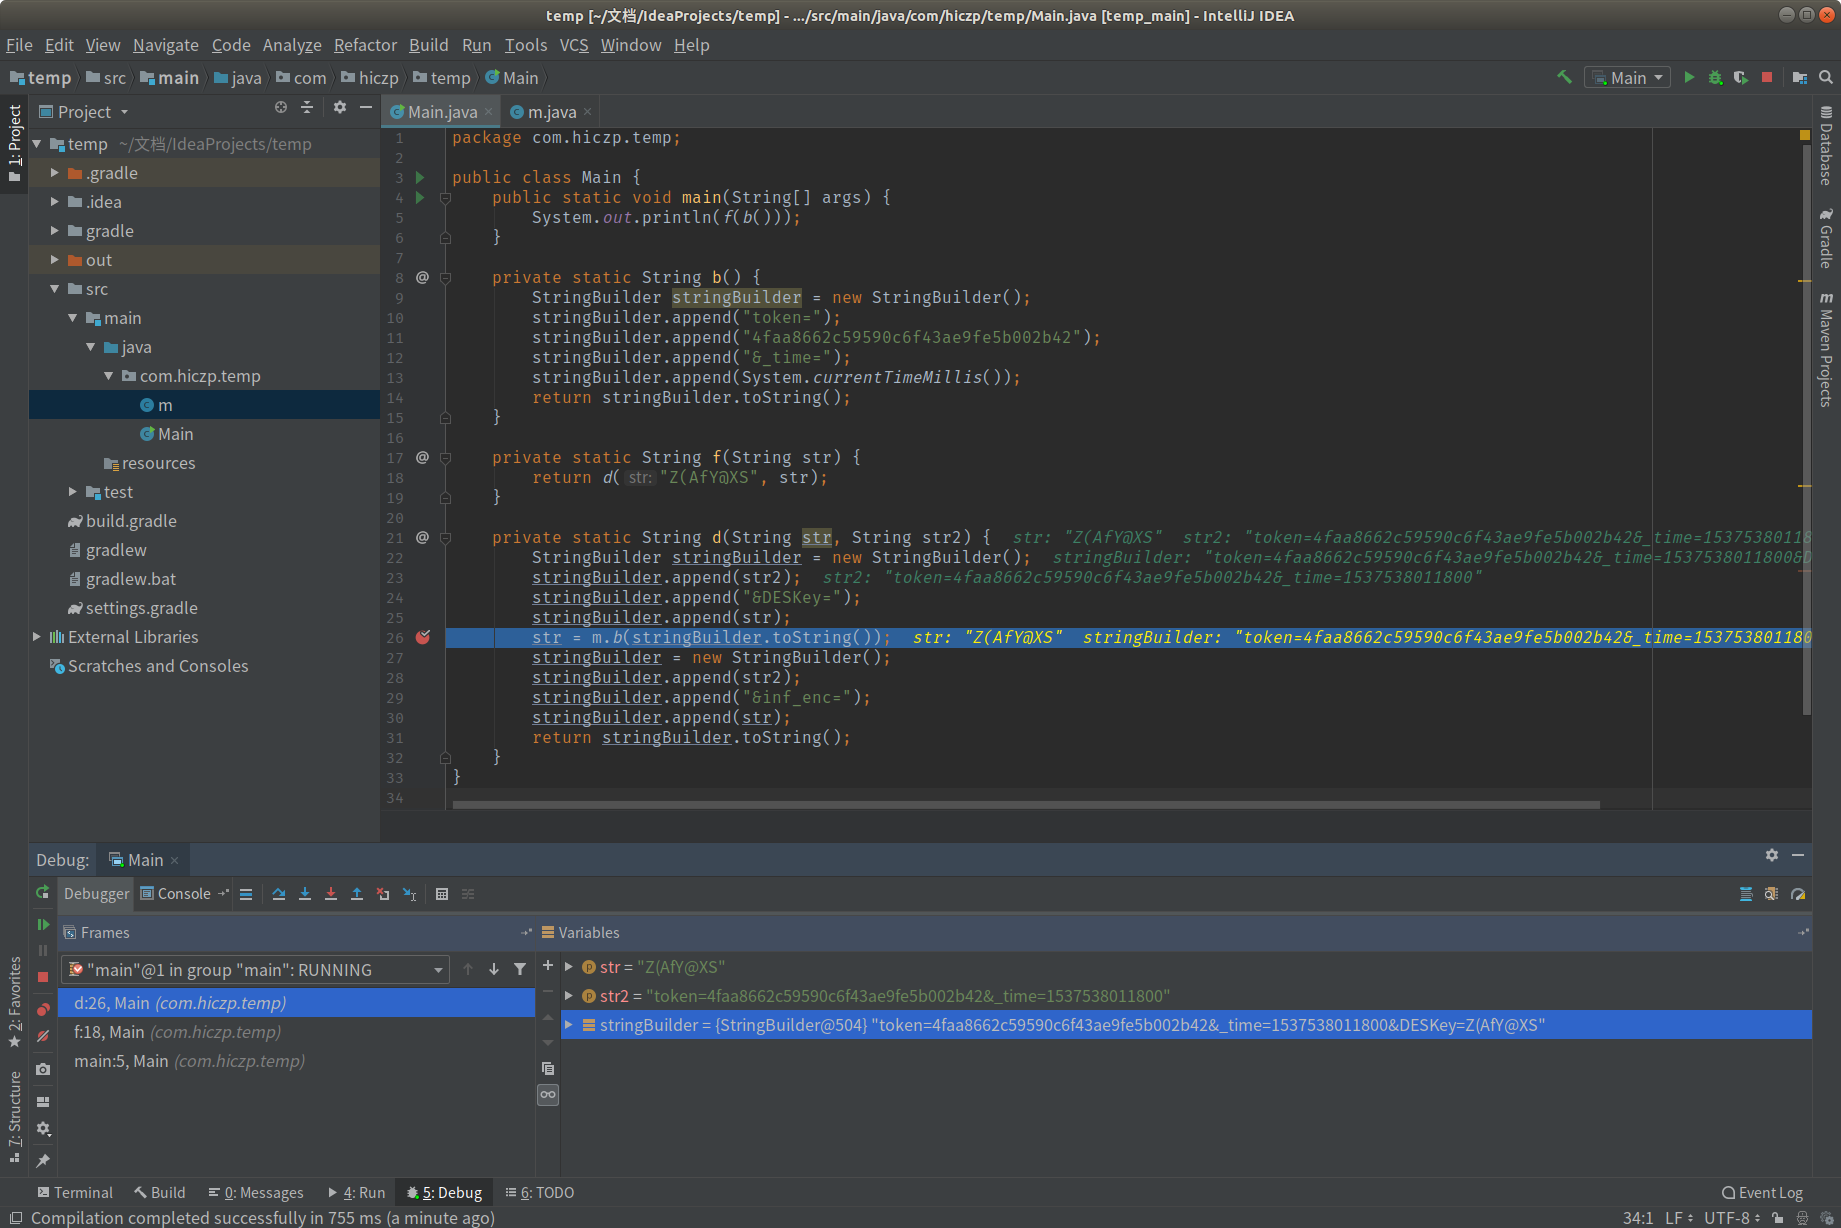 temp [~/文档/IdeaProjects/temp] - .../src/main/java/com/hiczp/temp/Main.java [temp_main] - IntelliJ IDEA
File Edit View Navigate Code Analyze Refactor Build Run Tools VCS Window Help
temp src main java com hiczp temp Main
Main
1: Project
Project
temp ~/文档/IdeaProjects/temp
.gradle
.idea
gradle
out
src
main
java
com.hiczp.temp
m
Main
resources
test
build.gradle
gradlew
gradlew.bat
settings.gradle
External Libraries
Scratches and Consoles
Main.java m.java
1 package com.hiczp.temp;
2
3 public class Main {
4 public static void main(String[] args) {
5 System.out.println(f(b()));
6 }
7
8 @ private static String b() {
9 StringBuilder stringBuilder = new StringBuilder();
10 stringBuilder.append("token=");
11 stringBuilder.append("4faa8662c59590c6f43ae9fe5b002b42");
12 stringBuilder.append("&_time=");
13 stringBuilder.append(System.currentTimeMillis());
14 return stringBuilder.toString();
15 }
16
17 @ private static String f(String str) {
18 return d( str: "Z(AfY@XS", str);
19 }
20
21 @ private static String d(String str, String str2) { str: "Z(AfY@XS" str2: "token=4faa8662c59590c6f43ae9fe5b002b42&_time=15375380118
22 StringBuilder stringBuilder = new StringBuilder(); stringBuilder: "token=4faa8662c59590c6f43ae9fe5b002b42&_time=1537538011800&D
23 stringBuilder.append(str2); str2: "token=4faa8662c59590c6f43ae9fe5b002b42&_time=1537538011800"
24 stringBuilder.append("&DESKey=");
25 stringBuilder.append(str);
26 str = m.b(stringBuilder.toString()); str: "Z(AfY@XS" stringBuilder: "token=4faa8662c59590c6f43ae9fe5b002b42&_time=153753801180
27 stringBuilder = new StringBuilder();
28 stringBuilder.append(str2);
29 stringBuilder.append("&inf_enc=");
30 stringBuilder.append(str);
31 return stringBuilder.toString();
32 }
33 }
34
Database
Gradle
m Maven Projects
Debug: Main
Debugger Console
Frames
Variables
"main"@1 in group "main": RUNNING
d:26, Main (com.hiczp.temp)
f:18, Main (com.hiczp.temp)
main:5, Main (com.hiczp.temp)
str = "Z(AfY@XS"
str2 = "token=4faa8662c59590c6f43ae9fe5b002b42&_time=1537538011800"
stringBuilder = {StringBuilder@504} "token=4faa8662c59590c6f43ae9fe5b002b42&_time=1537538011800&DESKey=Z(AfY@XS"
2: Favorites
7: Structure
Terminal Build 0: Messages 4: Run 5: Debug 6: TODO Event Log
Compilation completed successfully in 755 ms (a minute ago) 34:1 LF UTF-8